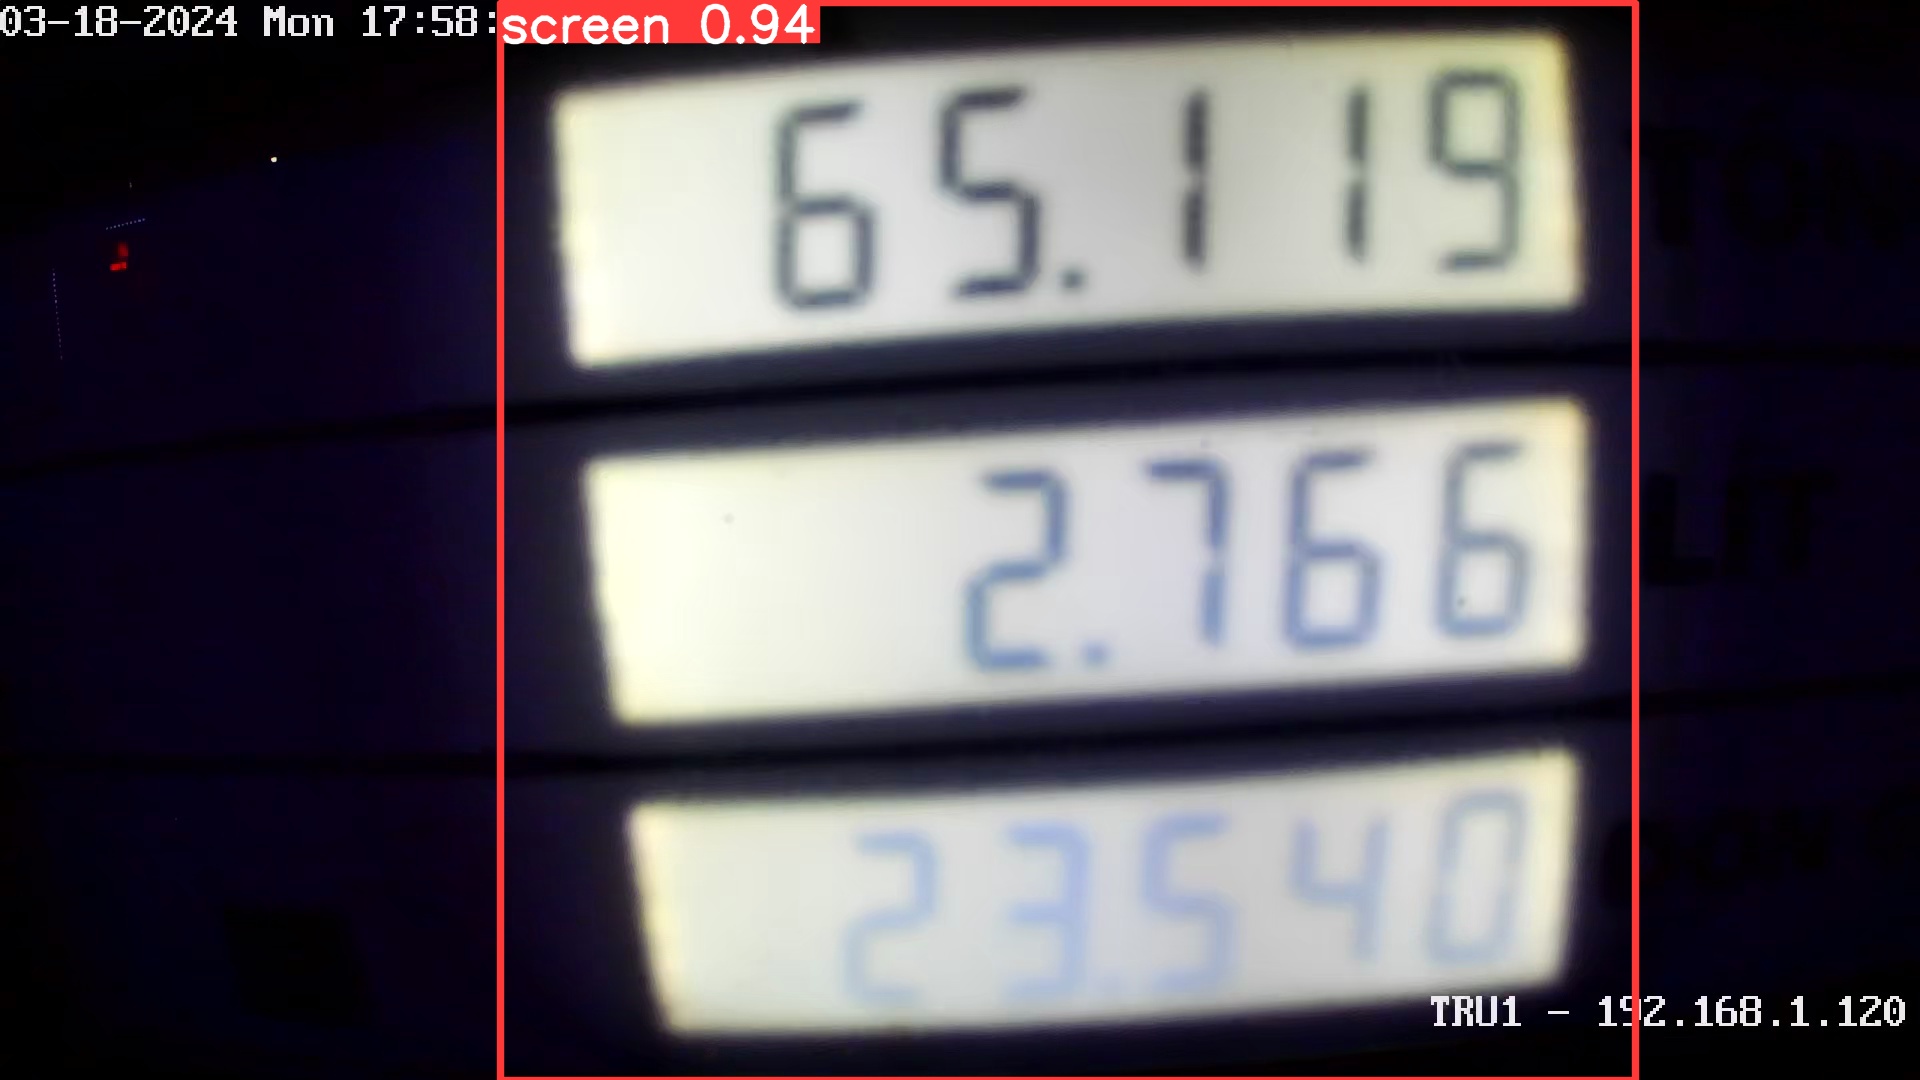 03-18-2024 Mon 17:58:
screen 0.94
65.119
2.766
LÍT
23.540
TRU1 - 192.168.1.120